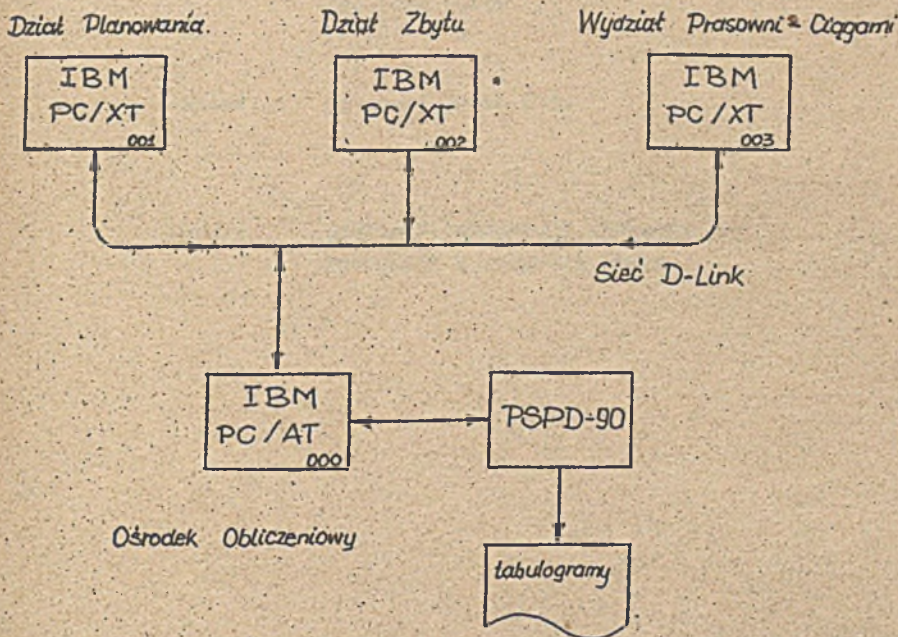 Dział Planowania.
Dział Zbytu
Wydział Prasowni z Ciągami
IBM
PC/XT
001
IBM
PC/XT
002
IBM
PC/XT
003
Sieć D-Link
IBM
PC/AT
000
PSPD-90
Ośrodek Obliczeniowy
tabulogramy